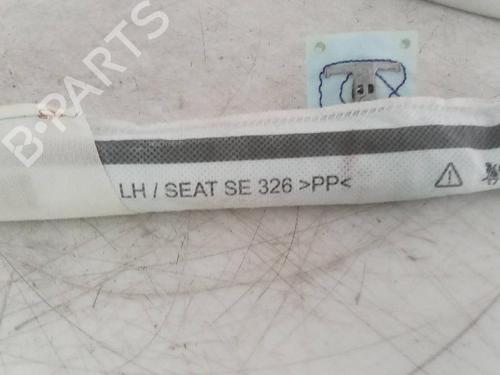 B-PARTS
LH / SEAT SE 326 >PP<